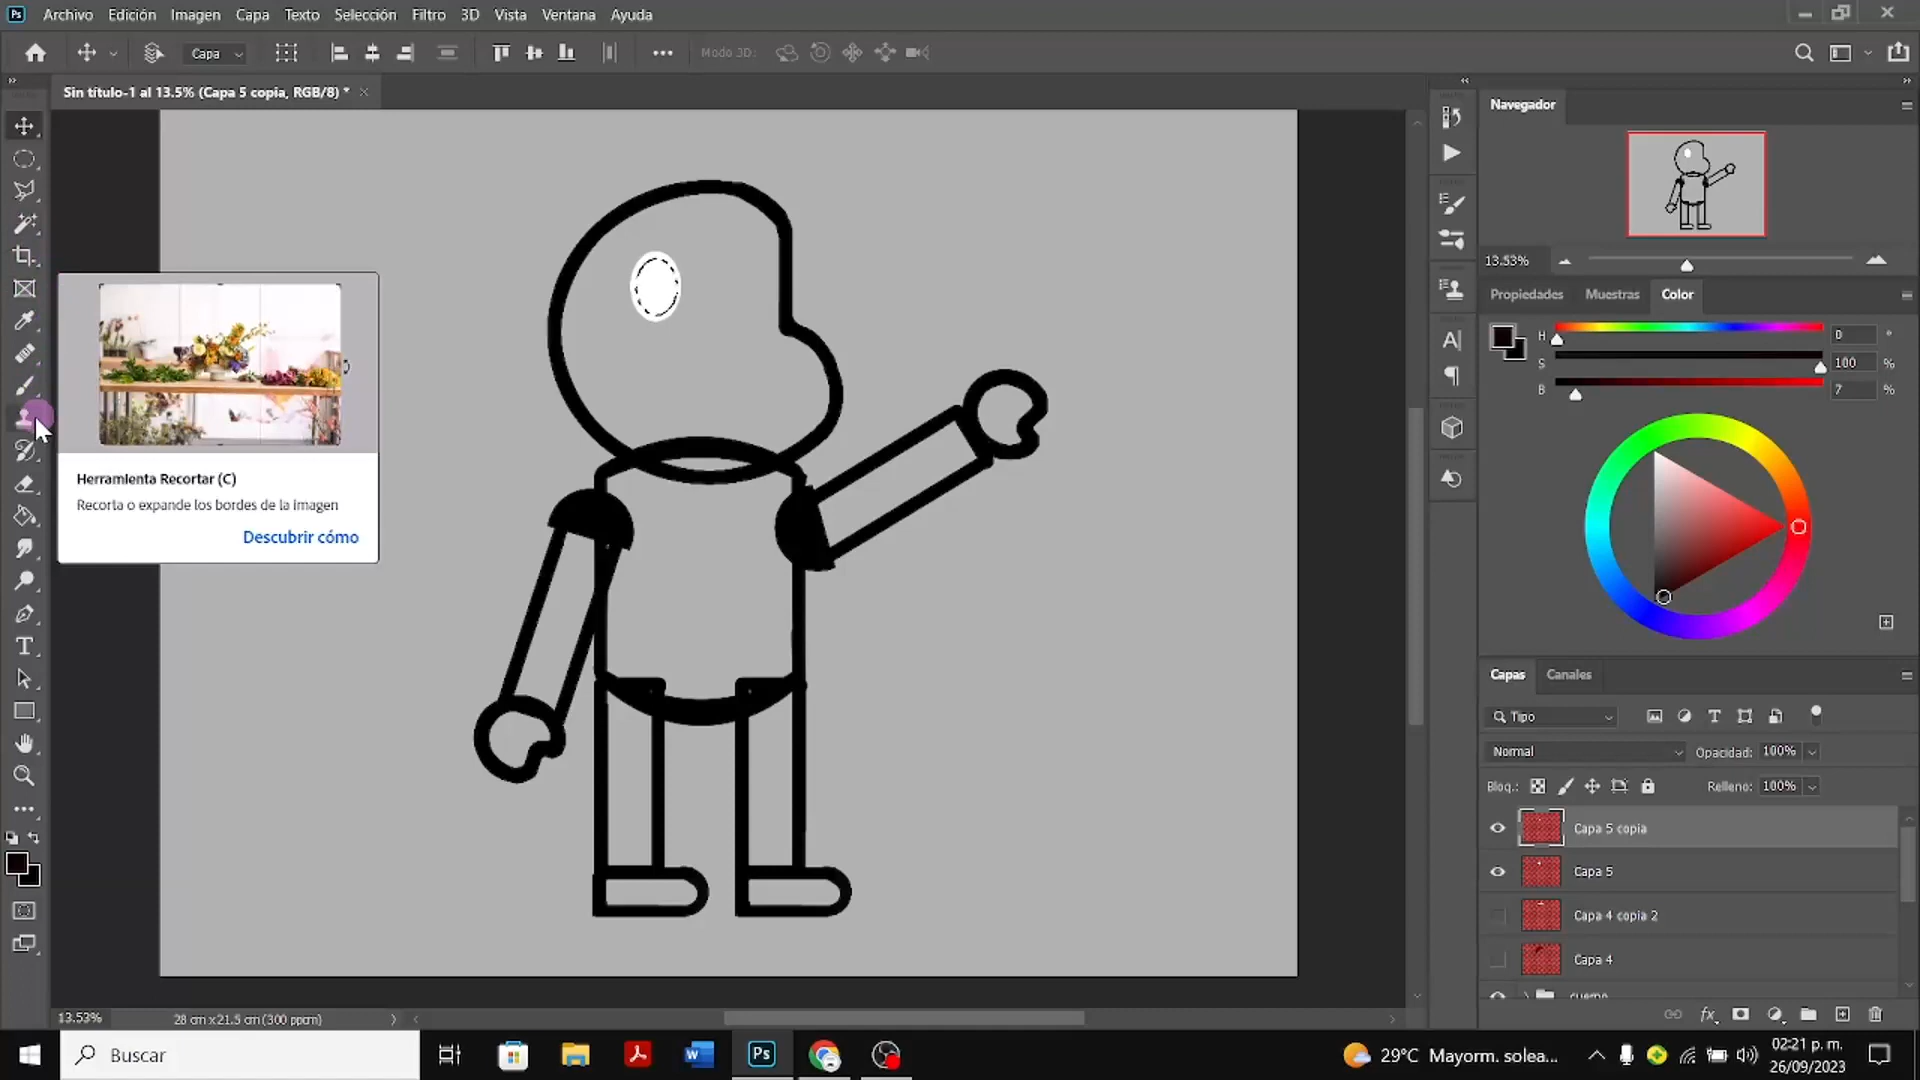 Ps Archivo Edición Imagen Capa Texto Selección Filtro 3D Vista Ventana Ayuda
Capa
Modo 3D:
Sin título-1 al 13.5% (Capa 5 copia, RGB/8) *
Navegador
13.53%
Propiedades Muestras Color
H 0 °
S 100 %
B 7 %
Herramienta Recortar (C)
Recorta o expande los bordes de la imagen
Descubrir cómo
Capas Canales
Tipo
Normal Opacidad: 100%
Bloq.: Relleno: 100%
Capa 5 copia
Capa 5
Capa 4 copia 2
Capa 4
cuerpo
13.53% 28 cm x 21.5 cm (300 ppcm)
Buscar
Ps
29°C Mayorm. solea...
02:21 p. m.
26/09/2023